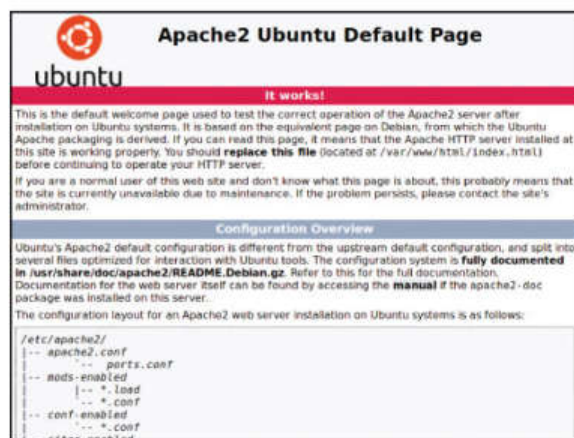 Apache2 Ubuntu Default Page
ubuntu
It works!
This is the default welcome page used to test the correct operation of the Apache2 server after
installation on Ubuntu systems. It is based on the equivalent page on Debian, from which the Ubuntu
Apache packaging is derived. If you can read this page, it means that the Apache HTTP server installed at
this site is working properly. You should replace this file (located at /var/www/html/index.html)
before continuing to operate your HTTP server.
If you are a normal user of this web site and don't know what this page is about, this probably means that
the site is currently unavailable due to maintenance. If the problem persists, please contact the site's
administrator.
Configuration Overview
Ubuntu's Apache2 default configuration is different from the upstream default configuration, and split into
several files optimized for interaction with Ubuntu tools. The configuration system is fully documented
in /usr/share/doc/apache2/README.Debian.gz. Refer to this for the full documentation.
Documentation for the web server itself can be found by accessing the manual if the apache2-doc
package was installed on this server.
The configuration layout for an Apache2 web server installation on Ubuntu systems is as follows:
/etc/apache2/
|-- apache2.conf
|       `--  ports.conf
|-- mods-enabled
|       |-- *.load
|       `-- *.conf
|-- conf-enabled
|       `-- *.conf
|-- sites-enabled